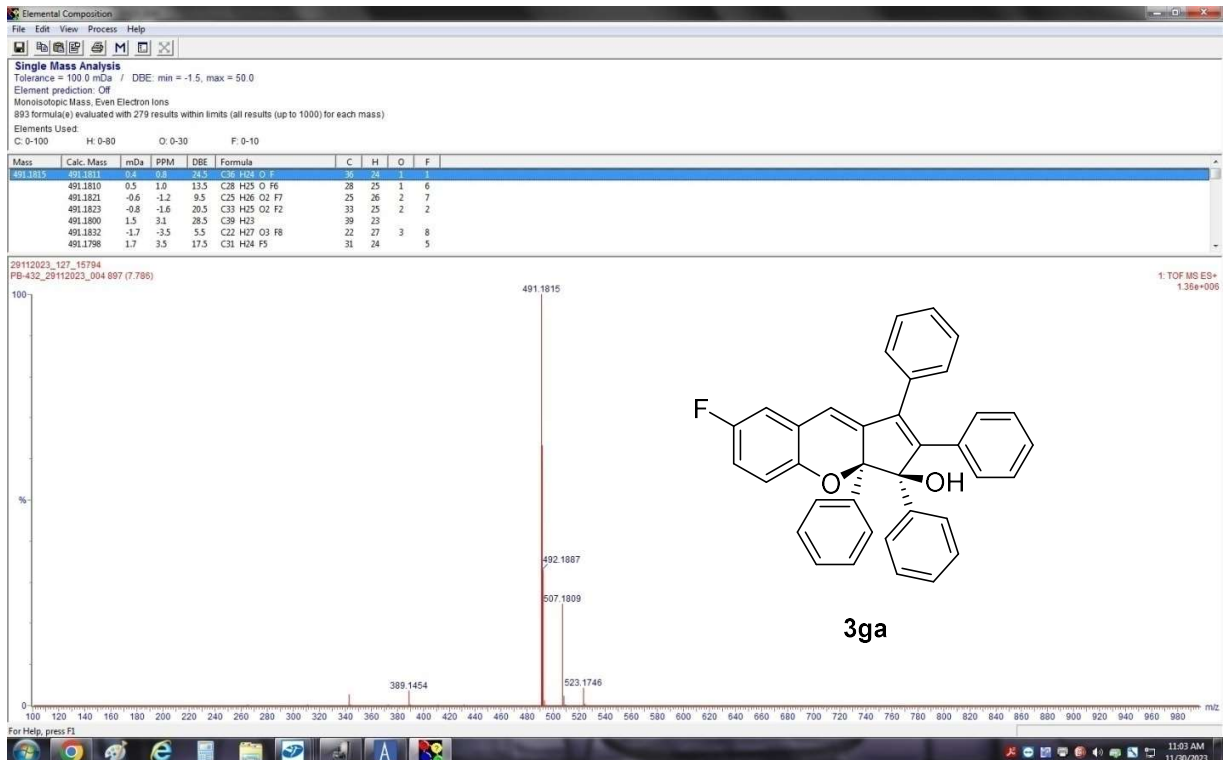 Elemental Composition
File Edit View Process Help
Single Mass Analysis
Tolerance = 100.0 mDa / DBE: min = -1.5, max = 50.0
Element prediction: Off
Monoisotopic Mass, Even Electron Ions
893 formula(e) evaluated with 279 results within limits (all results (up to 1000) for each mass)
Elements Used:
C: 0-100 H: 0-80 O: 0-30 F: 0-10
Mass Calc. Mass mDa PPM DBE Formula C H O F
491.1815 491.1811 0.4 0.8 24.5 C36 H24 O F 36 24 1 1
491.1810 0.5 1.0 13.5 C28 H25 O F6 28 25 1 6
491.1821 -0.6 -1.2 9.5 C25 H26 O2 F7 25 26 2 7
491.1823 -0.8 -1.6 20.5 C33 H25 O2 F2 33 25 2 2
491.1800 1.5 3.1 28.5 C39 H23 39 23
491.1832 -1.7 -3.5 5.5 C22 H27 O3 F8 22 27 3 8
491.1798 1.7 3.5 17.5 C31 H24 F5 31 24 5
29112023_127_15794
PB-432_29112023_004 897 (7.786)
1: TOF MS ES+
1.36e+006
100
%
0
491.1815
492.1887
507.1809
523.1746
389.1454
F
O
OH
3ga
100 120 140 160 180 200 220 240 260 280 300 320 340 360 380 400 420 440 460 480 500 520 540 560 580 600 620 640 660 680 700 720 740 760 780 800 820 840 860 880 900 920 940 960 980 m/z
For Help, press F1
11:03 AM
11/30/2023